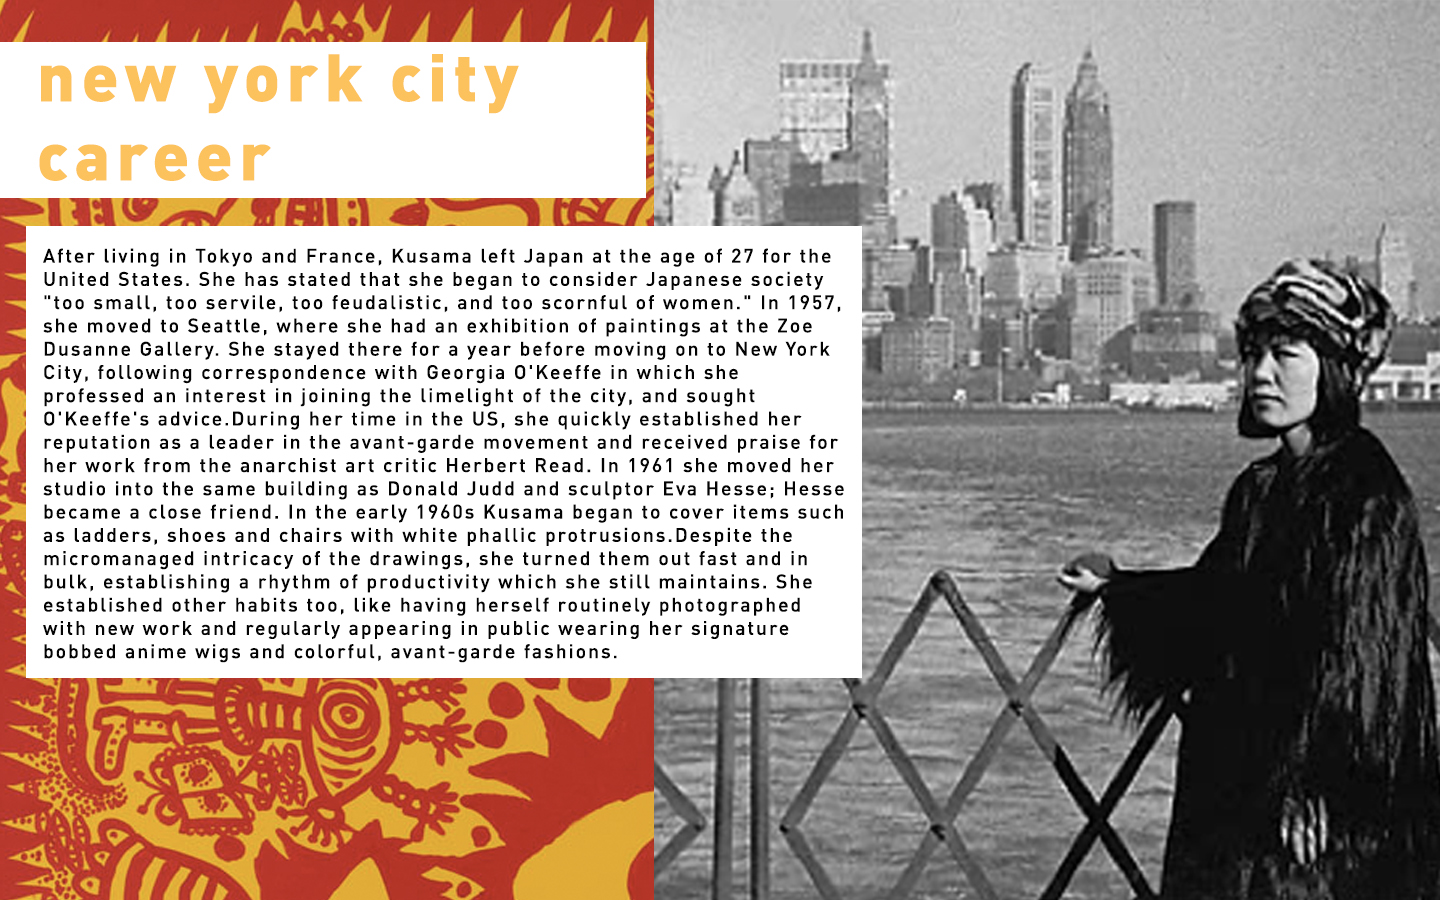 new york city
career
After living in Tokyo and France, Kusama left Japan at the age of 27 for the
United States. She has stated that she began to consider Japanese society
"too small, too servile, too feudalistic, and too scornful of women." In 1957,
she moved to Seattle, where she had an exhibition of paintings at the Zoe
Dusanne Gallery. She stayed there for a year before moving on to New York
City, following correspondence with Georgia O'Keeffe in which she
professed an interest in joining the limelight of the city, and sought
O'Keeffe's advice.During her time in the US, she quickly established her
reputation as a leader in the avant-garde movement and received praise for
her work from the anarchist art critic Herbert Read. In 1961 she moved her
studio into the same building as Donald Judd and sculptor Eva Hesse; Hesse
became a close friend. In the early 1960s Kusama began to cover items such
as ladders, shoes and chairs with white phallic protrusions.Despite the
micromanaged intricacy of the drawings, she turned them out fast and in
bulk, establishing a rhythm of productivity which she still maintains. She
established other habits too, like having herself routinely photographed
with new work and regularly appearing in public wearing her signature
bobbed anime wigs and colorful, avant-garde fashions.